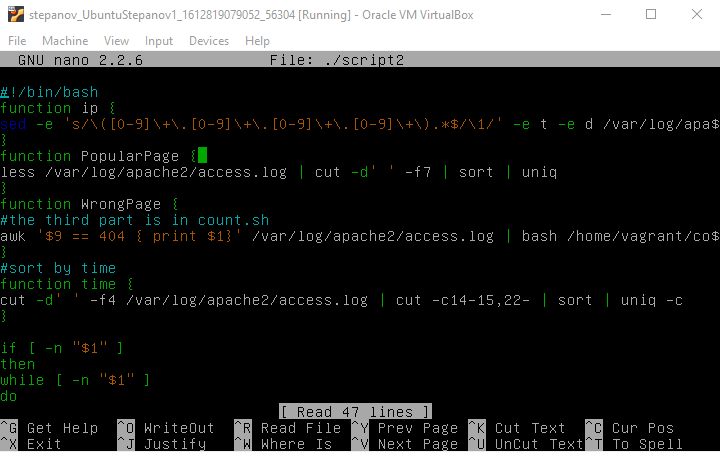 stepanov_UbuntuStepanov1_1612819079052_56304 [Running] - Oracle VM VirtualBox
File Machine View Input Devices Help
GNU nano 2.2.6 File: ./script2
#!/bin/bash
function ip {
sed -e 's/\([0-9]\+\.[0-9]\+\.[0-9]\+\.[0-9]\+\).*$/\1/' -e t -e d /var/log/apa$
}
function PopularPage {
less /var/log/apache2/access.log | cut -d' ' -f7 | sort | uniq
}
function WrongPage {
#the third part is in count.sh
awk '$9 == 404 { print $1}' /var/log/apache2/access.log | bash /home/vagrant/co$
}
#sort by time
function time {
cut -d' ' -f4 /var/log/apache2/access.log | cut -c14-15,22- | sort | uniq -c
}
if [ -n "$1" ]
then
while [ -n "$1" ]
do
[ Read 47 lines ]
^G Get Help ^O WriteOut ^R Read File ^Y Prev Page ^K Cut Text ^C Cur Pos
^X Exit ^J Justify ^W Where Is ^V Next Page ^U UnCut Text ^T To Spell